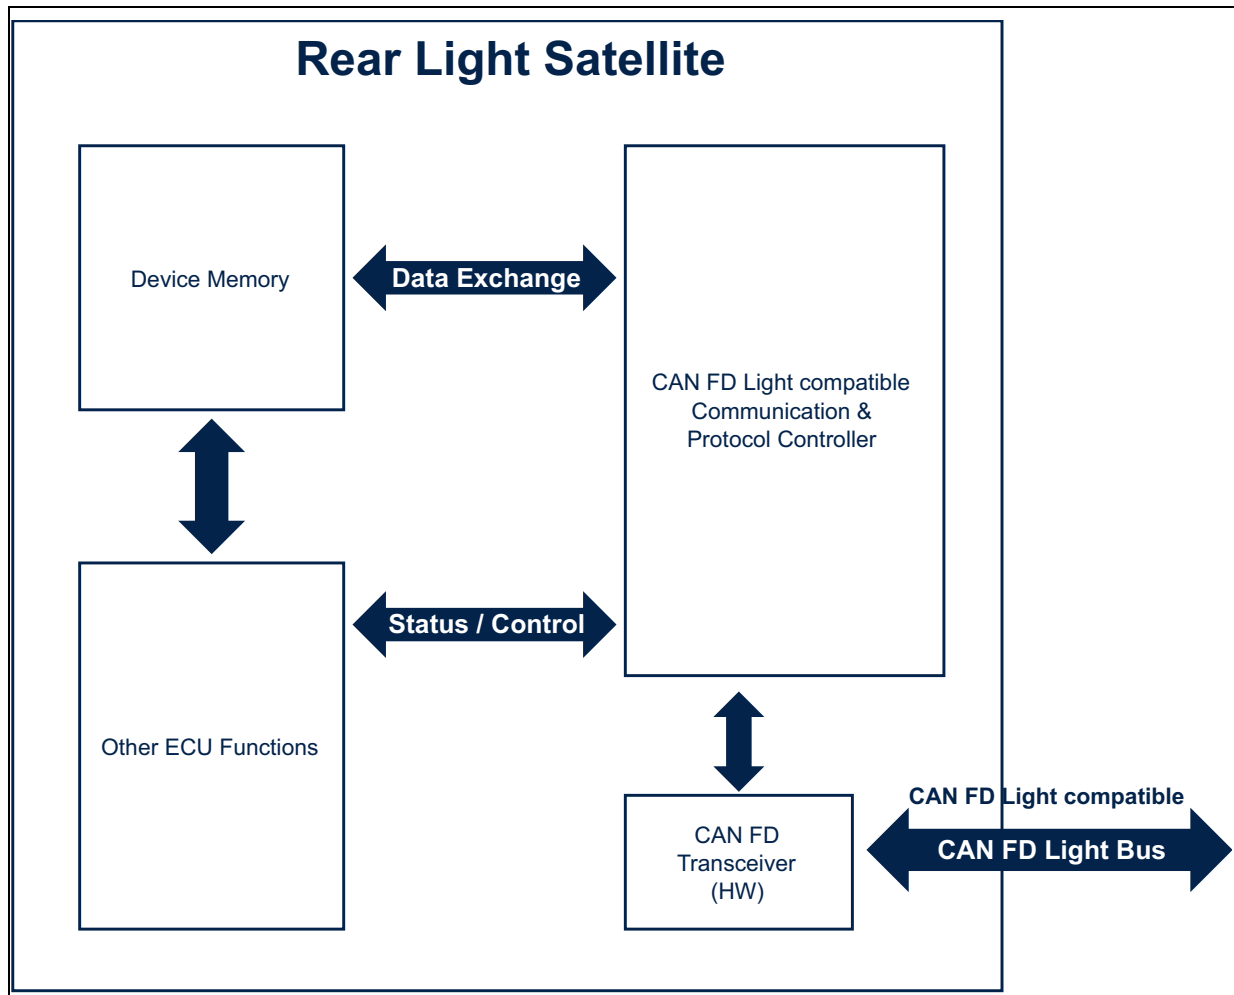 Rear Light Satellite
Device Memory
Data Exchange
CAN FD Light compatible
Communication &
Protocol Controller
Status / Control
Other ECU Functions
CAN FD
Transceiver
(HW)
CAN FD Light compatible
CAN FD Light Bus